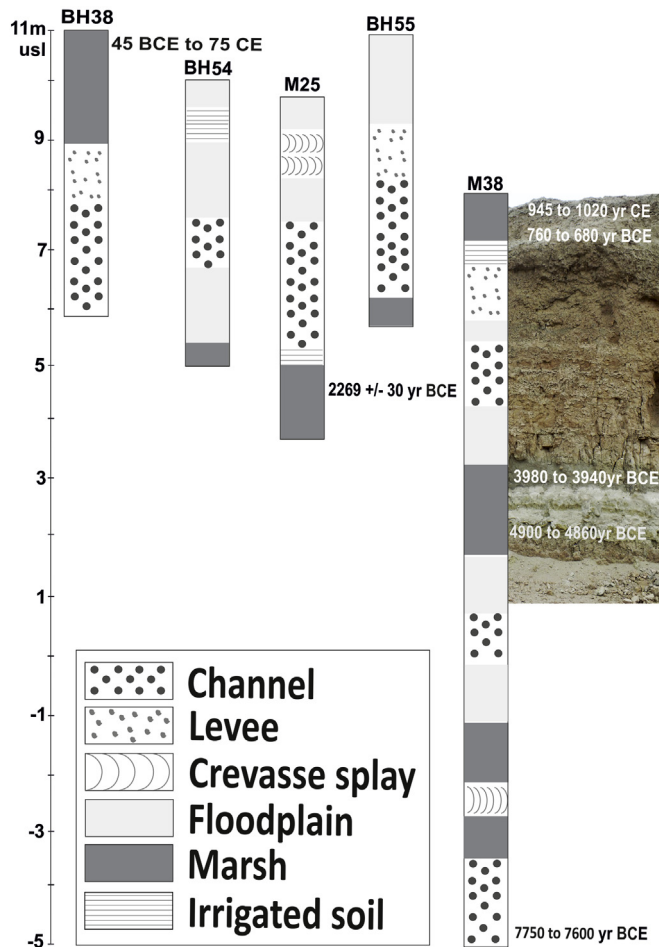 11m
usl
BH38
45 BCE to 75 CE
BH54
M25
BH55
M38
9
7
5
3
1
-1
-3
-5
945 to 1020 yr CE
760 to 680 yr BCE
2269 +/- 30 yr BCE
3980 to 3940yr BCE
4900 to 4860yr BCE
7750 to 7600 yr BCE
Channel
Levee
Crevasse splay
Floodplain
Marsh
Irrigated soil